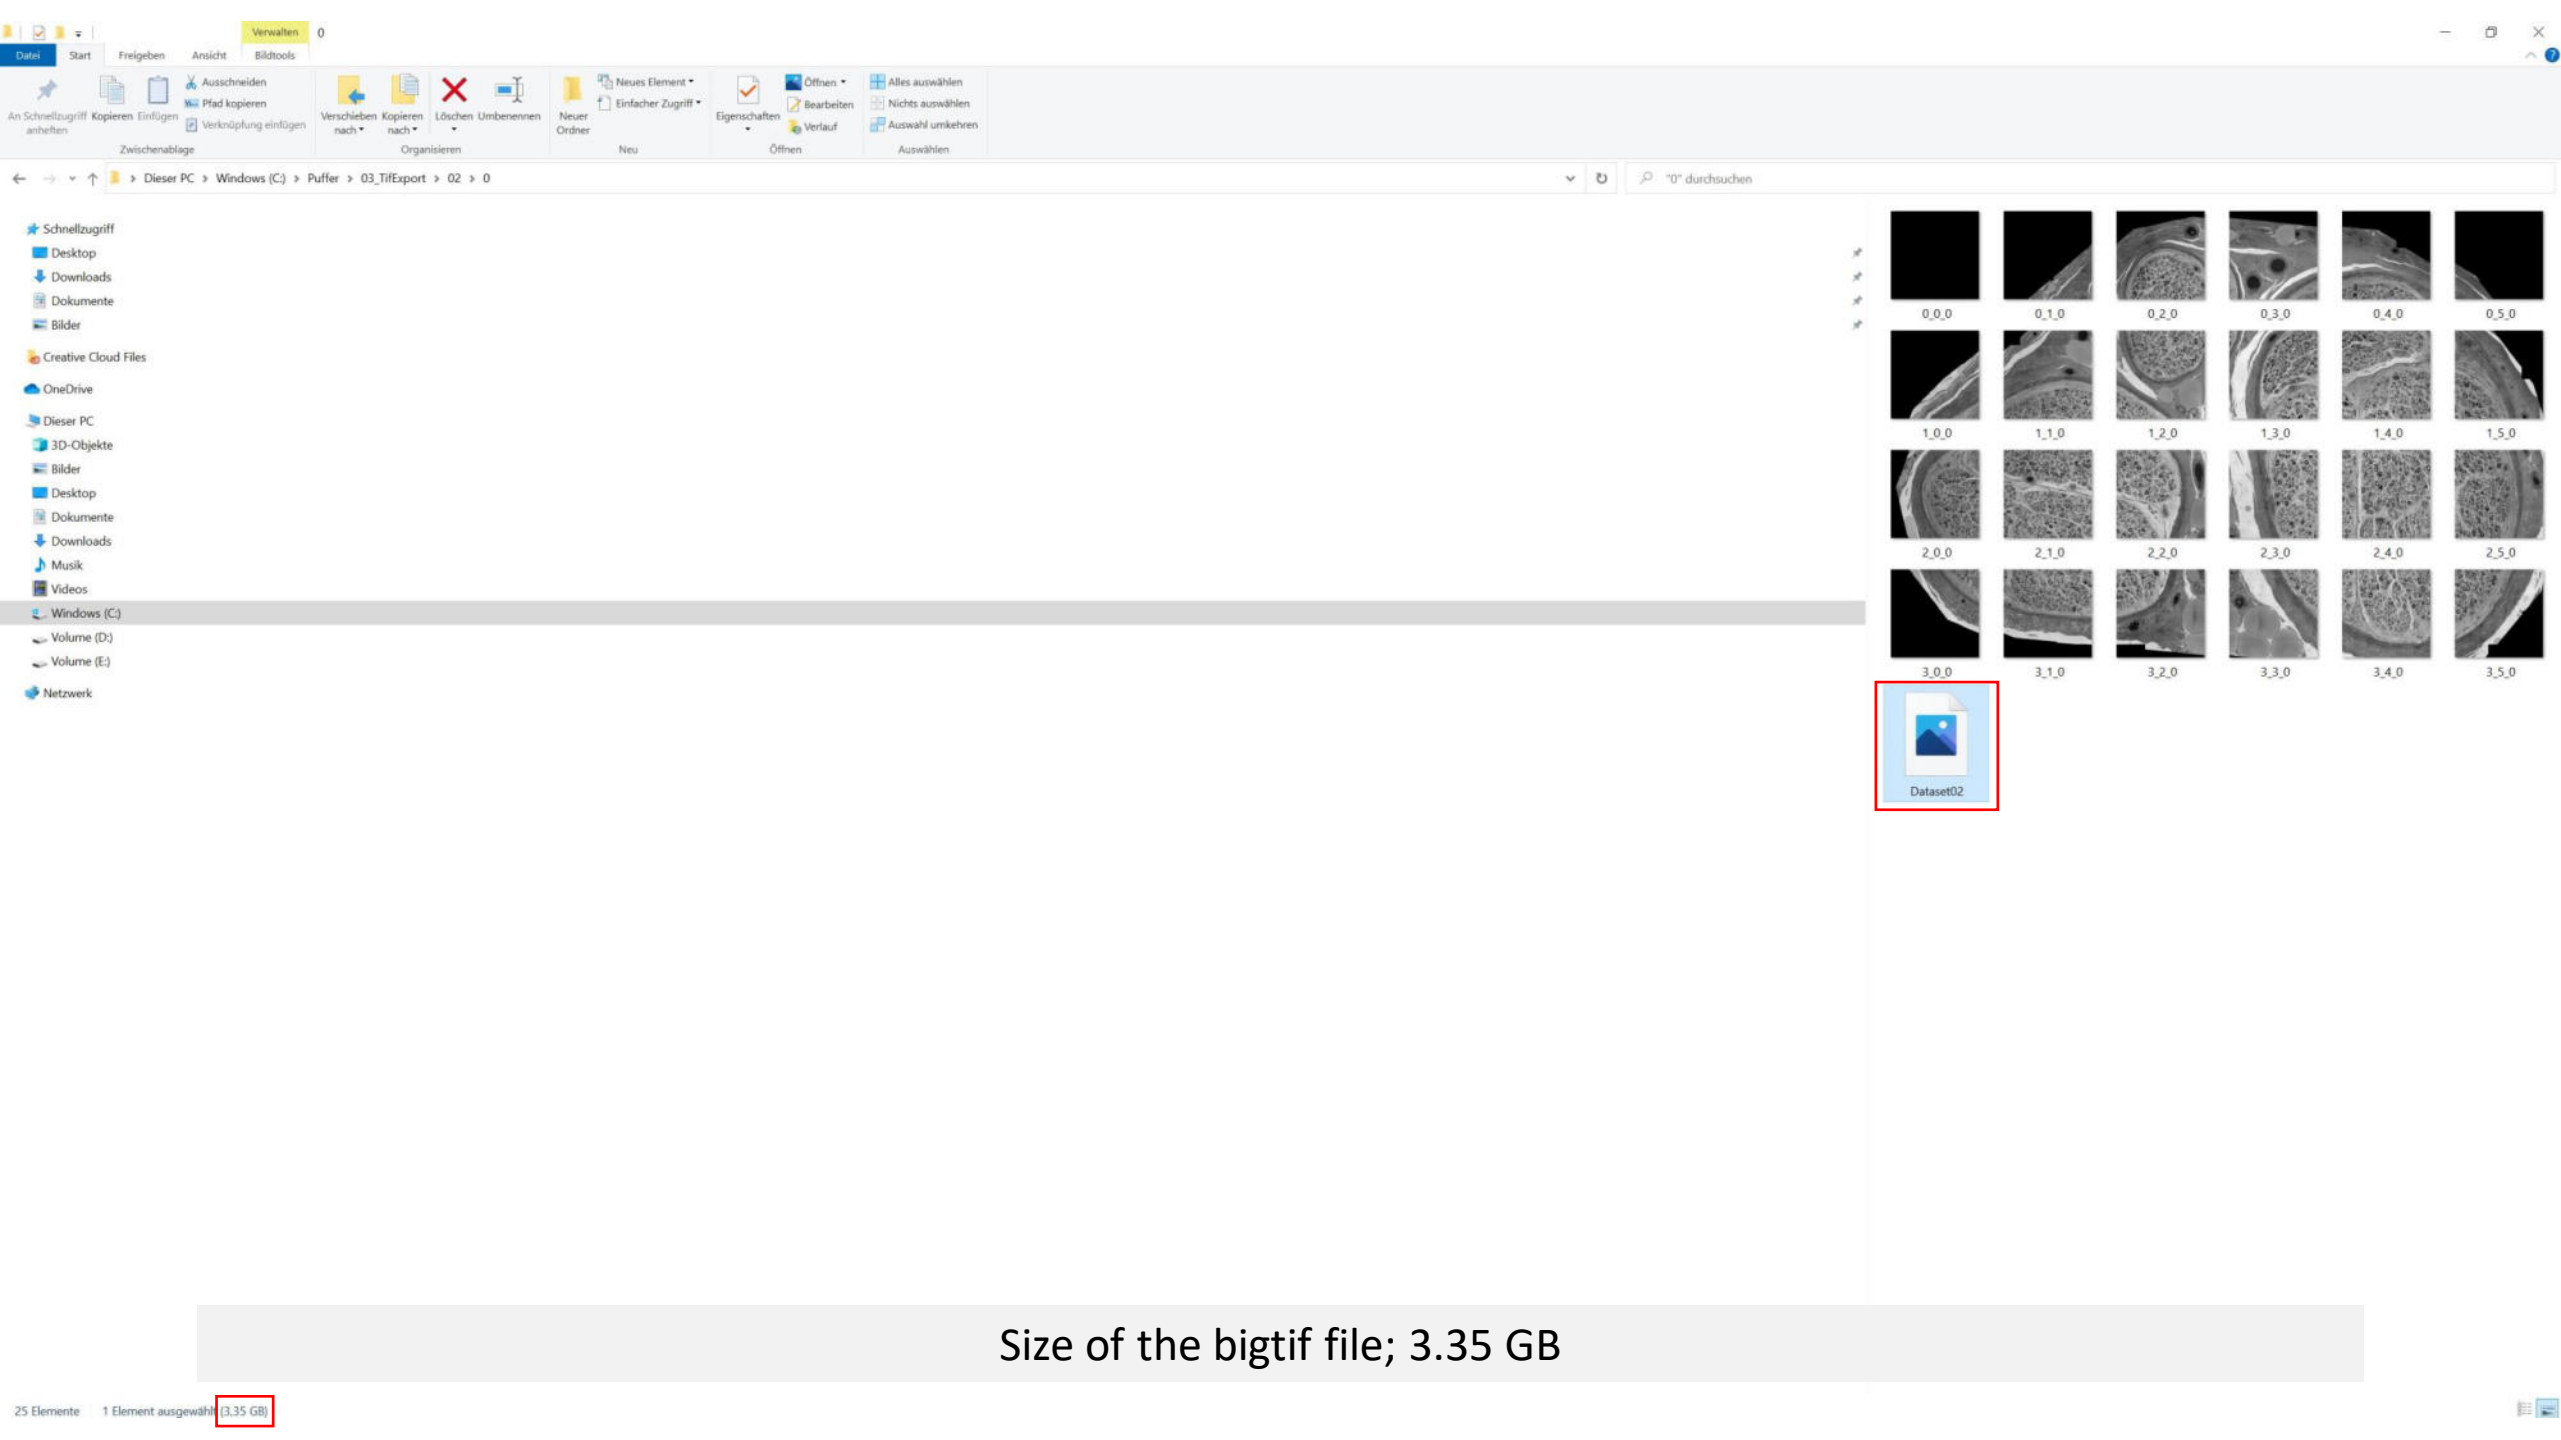 Verwalten 0
Datei Start Freigeben Ansicht Bildtools
An Schnellzugriff anheften
Kopieren
Einfügen
Ausschneiden
Pfad kopieren
Verknüpfung einfügen
Zwischenablage
Verschieben nach
Kopieren nach
Löschen
Umbenennen
Organisieren
Neuer Ordner
Neues Element
Einfacher Zugriff
Neu
Eigenschaften
Öffnen
Bearbeiten
Verlauf
Öffnen
Alles auswählen
Nichts auswählen
Auswahl umkehren
Auswählen
Dieser PC > Windows (C:) > Puffer > 03_TifExport > 02 > 0
"0" durchsuchen
Schnellzugriff
Desktop
Downloads
Dokumente
Bilder
Creative Cloud Files
OneDrive
Dieser PC
3D-Objekte
Bilder
Desktop
Dokumente
Downloads
Musik
Videos
Windows (C:)
Volume (D:)
Volume (E:)
Netzwerk
0_0_0 0_1_0 0_2_0 0_3_0 0_4_0 0_5_0
1_0_0 1_1_0 1_2_0 1_3_0 1_4_0 1_5_0
2_0_0 2_1_0 2_2_0 2_3_0 2_4_0 2_5_0
3_0_0 3_1_0 3_2_0 3_3_0 3_4_0 3_5_0
Dataset02
Size of the bigtif file; 3.35 GB
25 Elemente 1 Element ausgewählt (3,35 GB)